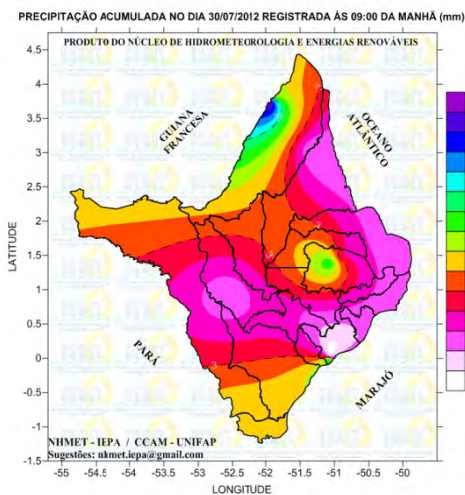 PRECIPITAÇÃO ACUMULADA NO DIA 30/07/2012 REGISTRADA ÀS 09:00 DA MANHÃ (mm)
PRODUTO DO NÚCLEO DE HIDROMETEOROLOGIA E ENERGIAS RENOVÁVEIS
4.5
4
3.5
3
2.5
2
1.5
1
0.5
0
-0.5
-1
-1.5
LATITUDE
GUIANA
FRANCESA
OCEANO
ATLÂNTICO
PARÁ
MARAJÓ
NHMET - IEPA / CCAM - UNIFAP
Sugestões: nhmet.iepa@gmail.com
-55
-54.5
-54
-53.5
-53
-52.5
-52
-51.5
-51
-50.5
-50
LONGITUDE